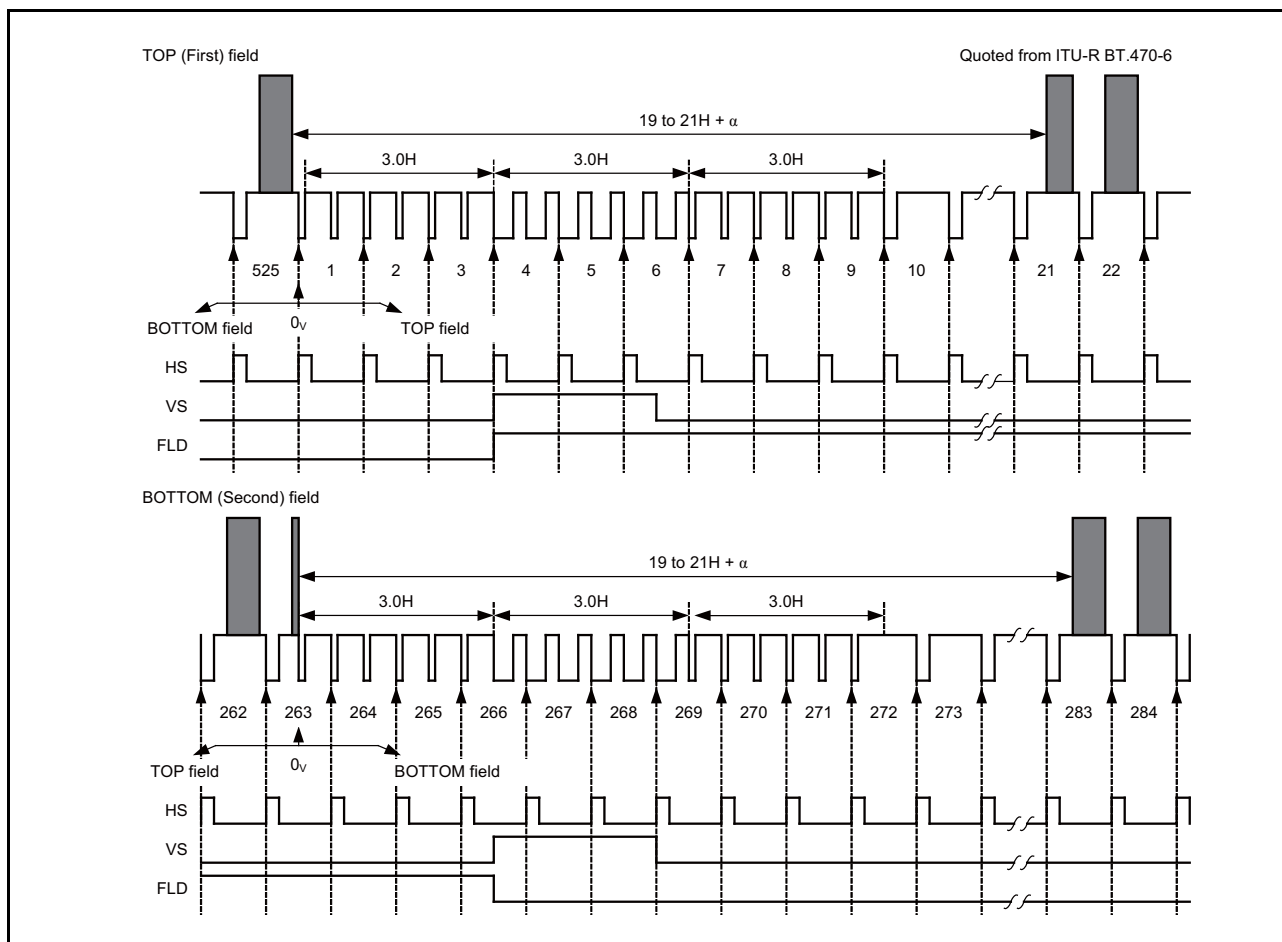 TOP (First) field
Quoted from ITU-R BT.470-6
19 to 21H + α
3.0H 3.0H 3.0H
525 1 2 3 4 5 6 7 8 9 10 21 22
BOTTOM field 0V TOP field
HS
VS
FLD
BOTTOM (Second) field
19 to 21H + α
3.0H 3.0H 3.0H
262 263 264 265 266 267 268 269 270 271 272 273 283 284
TOP field 0V BOTTOM field
HS
VS
FLD